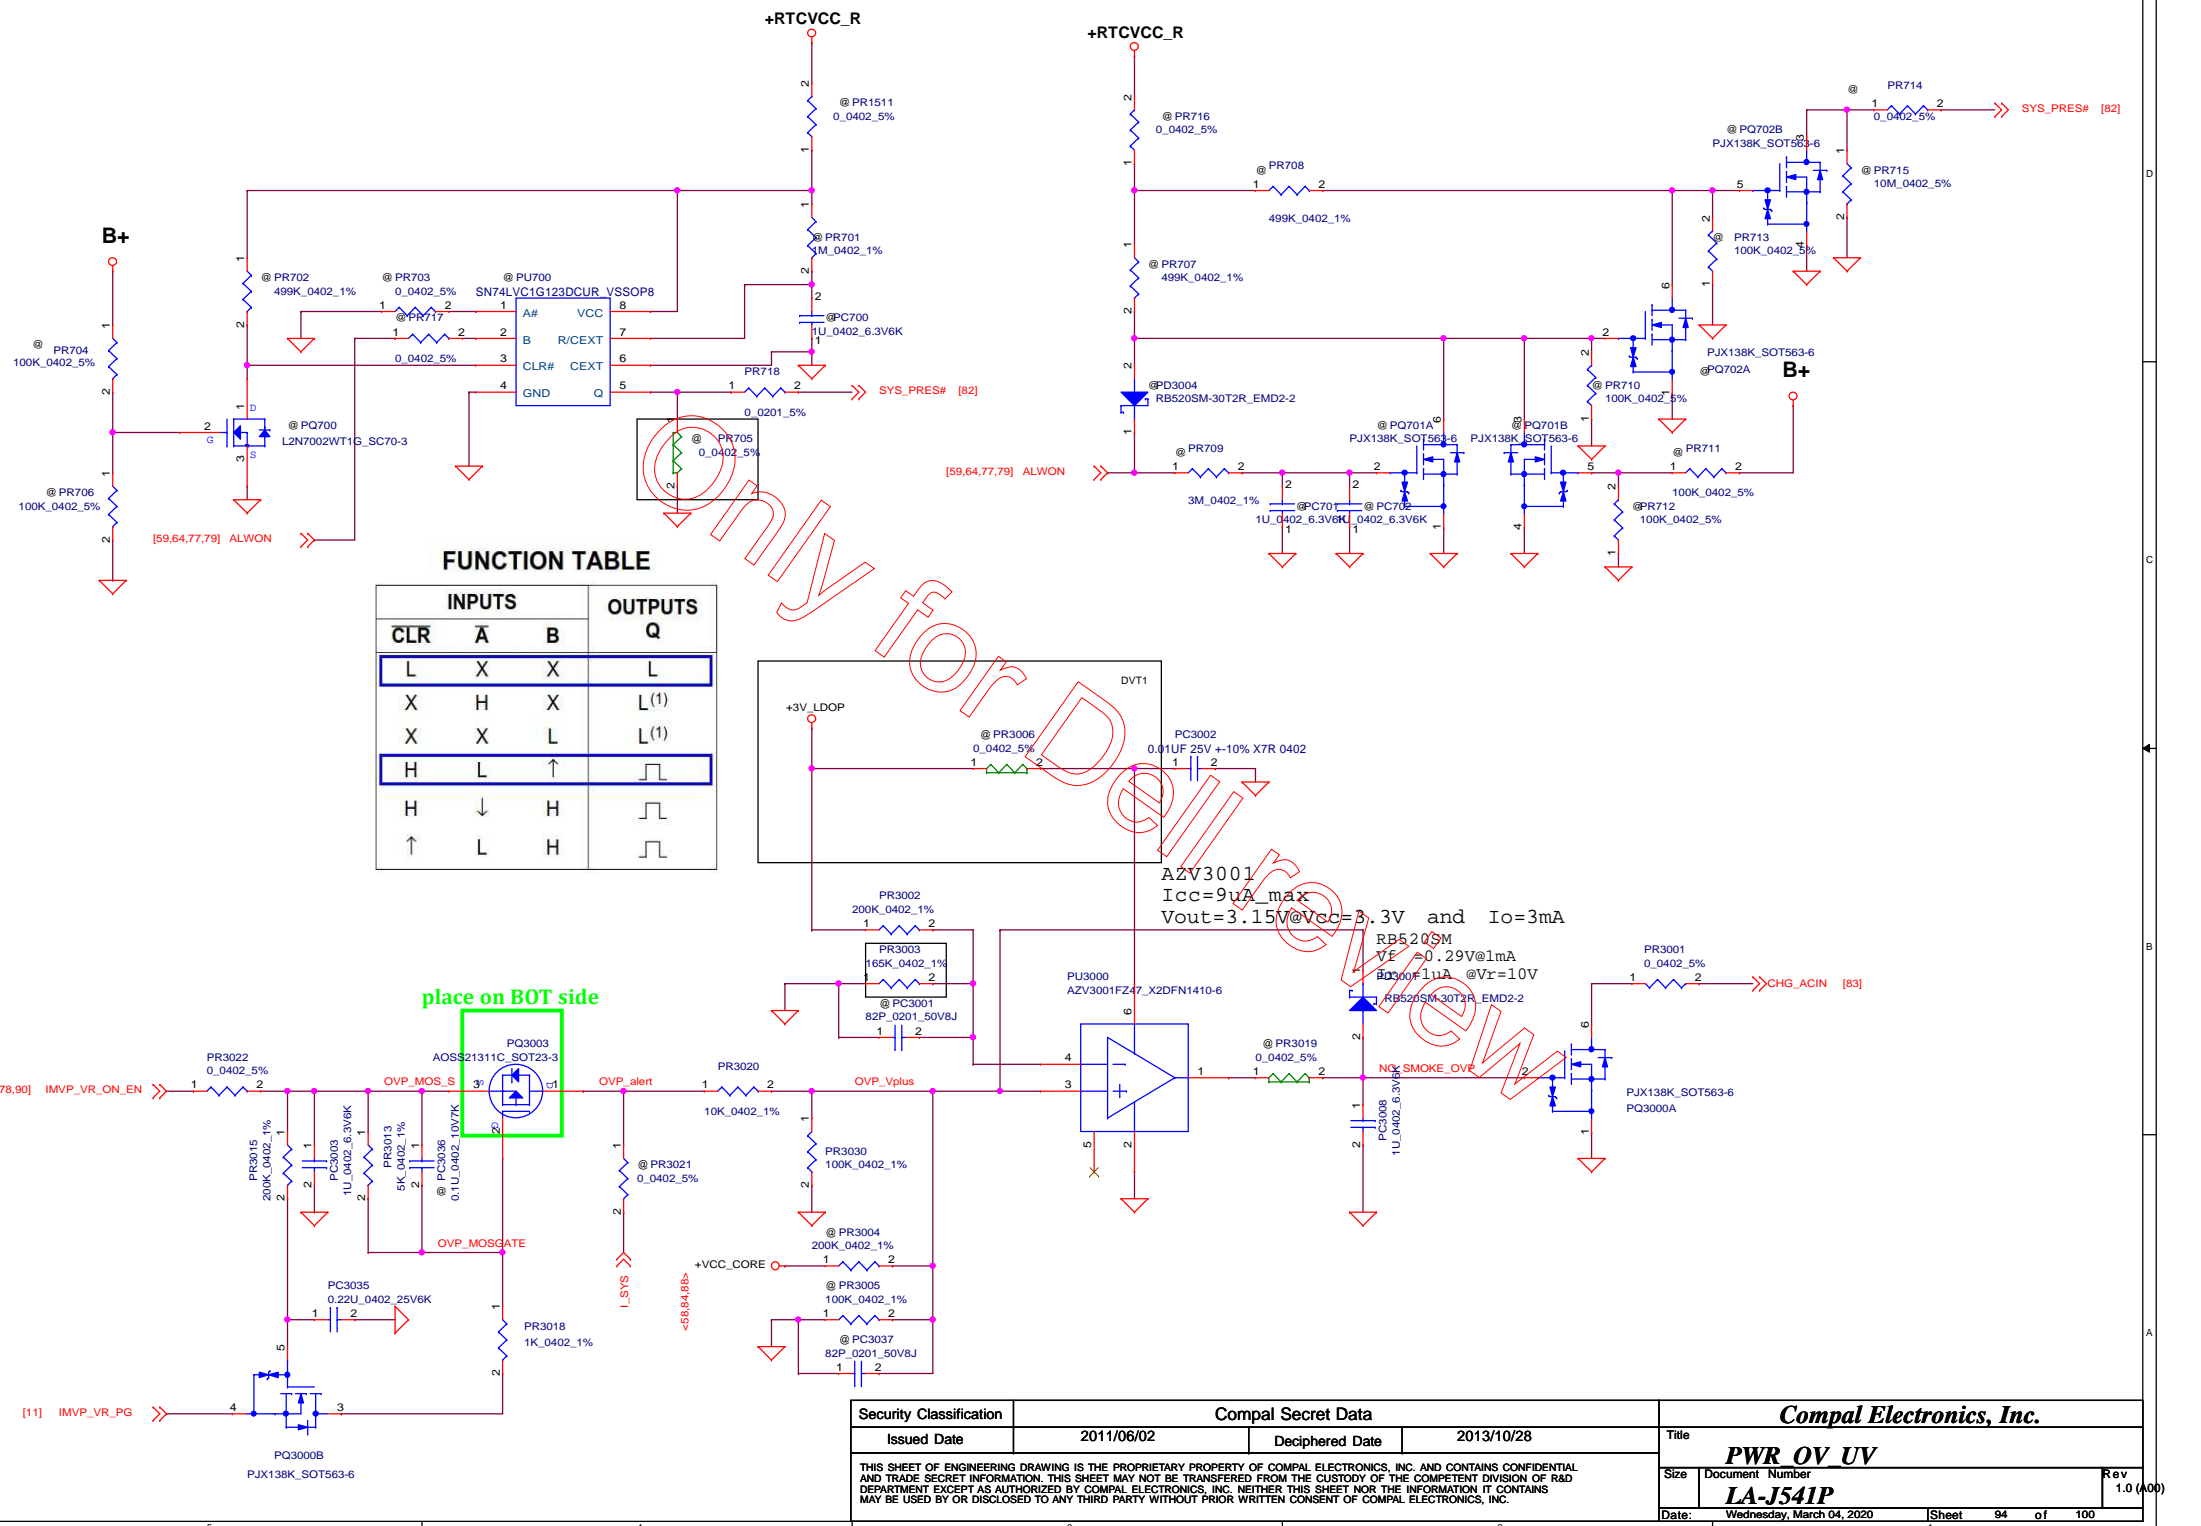 +RTCVCC_R
@ PR1511
0_0402_5%
@ PR701
1M_0402_1%
@PC700
1U_0402_6.3V6K
B+
@ PR702
499K_0402_1%
@ PR703
0_0402_5%
@PR717
0_0402_5%
@ PU700
SN74LVC1G123DCUR_VSSOP8
A#
B
CLR#
GND
VCC
R/CEXT
CEXT
Q
@
PR704
100K_0402_5%
@ PR706
100K_0402_5%
@ PQ700
L2N7002WT1G_SC70-3
PR718
0_0201_5%
SYS_PRES# [82]
@ PR705
0_0402_5%
[59,64,77,79] ALWON
+RTCVCC_R
@ PR716
0_0402_5%
@ PR708
499K_0402_1%
@ PR707
499K_0402_1%
@PD3004
RB520SM-30T2R_EMD2-2
[59,64,77,79] ALWON
@ PR709
3M_0402_1%
@PC701
1U_0402_6.3V6K
@ PC702
1U_0402_6.3V6K
@ PQ701A
PJX138K_SOT563-6
@PQ701B
PJX138K_SOT563-6
@ PR710
100K_0402_5%
@ PR711
100K_0402_5%
@PR712
100K_0402_5%
B+
PJX138K_SOT563-6
@PQ702A
@ PR713
100K_0402_5%
@ PQ702B
PJX138K_SOT563-6
@ PR714
0_0402_5%
@ PR715
10M_0402_5%
SYS_PRES# [82]
FUNCTION TABLE
INPUTS OUTPUTS
CLR A B Q
L X X L
X H X L(1)
X X L L(1)
H L ↑ ⎍
H ↓ H ⎍
↑ L H ⎍
Only for Dell review
DVT1
+3V_LDOP
@ PR3006
0_0402_5%
PC3002
0.01UF 25V +-10% X7R 0402
AZV3001
Icc=9uA_max
Vout=3.15V@Vcc=3.3V and Io=3mA
RB520SM
Vf =0.29V@1mA
Ir =1uA @Vr=10V
PD3001
RB520SM-30T2R_EMD2-2
PR3002
200K_0402_1%
PR3003
165K_0402_1%
@ PC3001
82P_0201_50V8J
PU3000
AZV3001FZ47_X2DFN1410-6
@ PR3019
0_0402_5%
NO_SMOKE_OVP
PC3008
1U_0402_6.3V6K
PR3001
0_0402_5%
CHG_ACIN [83]
PJX138K_SOT563-6
PQ3000A
place on BOT side
PQ3003
AOSS21311C_SOT23-3
PR3022
0_0402_5%
78,90] IMVP_VR_ON_EN
OVP_MOS_S
OVP_alert
PR3020
10K_0402_1%
OVP_Vplus
PR3015
200K_0402_1%
PC3003
1U_0402_6.3V6K
PR3013
5K_0402_1%
@ PC3036
0.1U_0402_10V7K
@ PR3021
0_0402_5%
I_SYS
PR3030
100K_0402_1%
OVP_MOSGATE
@ PR3004
200K_0402_1%
+VCC_CORE
<58,84,88>
@ PR3005
100K_0402_1%
@ PC3037
82P_0201_50V8J
PC3035
0.22U_0402_25V6K
PR3018
1K_0402_1%
[11] IMVP_VR_PG
PQ3000B
PJX138K_SOT563-6
Security Classification
Compal Secret Data
Issued Date 2011/06/02 Deciphered Date 2013/10/28
THIS SHEET OF ENGINEERING DRAWING IS THE PROPRIETARY PROPERTY OF COMPAL ELECTRONICS, INC. AND CONTAINS CONFIDENTIAL
AND TRADE SECRET INFORMATION. THIS SHEET MAY NOT BE TRANSFERED FROM THE CUSTODY OF THE COMPETENT DIVISION OF R&D
DEPARTMENT EXCEPT AS AUTHORIZED BY COMPAL ELECTRONICS, INC. NEITHER THIS SHEET NOR THE INFORMATION IT CONTAINS
MAY BE USED BY OR DISCLOSED TO ANY THIRD PARTY WITHOUT PRIOR WRITTEN CONSENT OF COMPAL ELECTRONICS, INC.
Compal Electronics, Inc.
Title
PWR_OV_UV
Size Document Number Rev
LA-J541P 1.0 (A00)
Date: Wednesday, March 04, 2020 Sheet 94 of 100
D
C
B
A